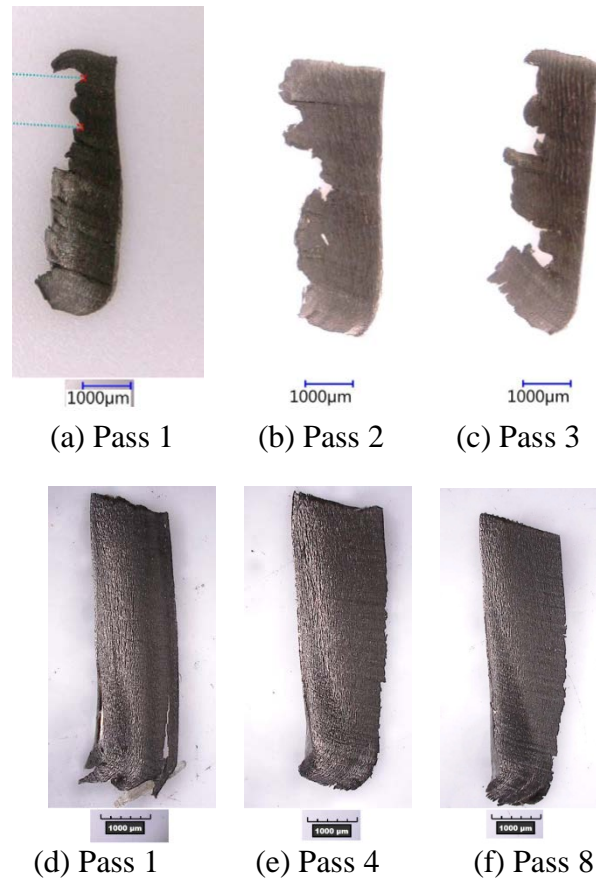 1000µm
1000µm
1000µm
(a) Pass 1
(b) Pass 2
(c) Pass 3
1000 µm
1000 µm
1000 µm
(d) Pass 1
(e) Pass 4
(f) Pass 8